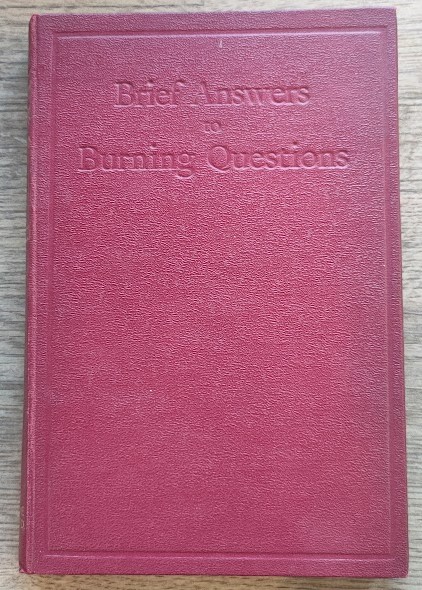 Brief Answers
to
Burning Questions